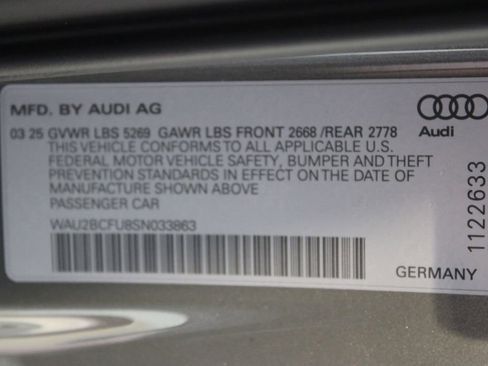 MFD. BY AUDI AG
03 25 GVWR LBS 5269 GAWR LBS FRONT 2668 /REAR 2778
THIS VEHICLE CONFORMS TO ALL APPLICABLE U.S.
FEDERAL MOTOR VEHICLE SAFETY, BUMPER AND THEFT
PREVENTION STANDARDS IN EFFECT ON THE DATE OF
MANUFACTURE SHOWN ABOVE
PASSENGER CAR
WAU2BCFU8SN033863
Audi
1122633
GERMANY